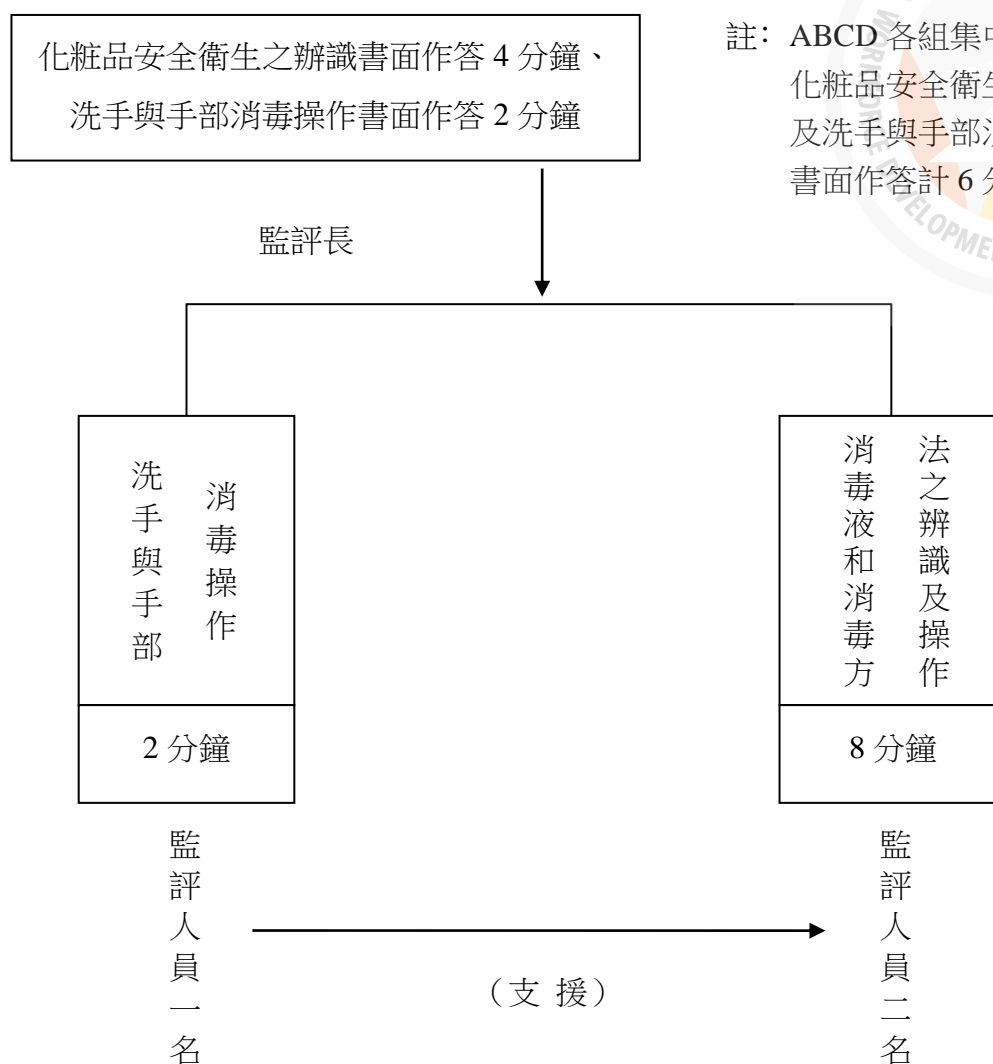 化粧品安全衛生之辦識書面作答 4 分鐘、
洗手與手部消毒操作書面作答 2 分鐘
註: ABCD 各組集中
化粧品安全衛生
及洗手與手部消
書面作答計 6 分
監評長
洗手與手部
消毒操作
2 分鐘
消毒液和消毒方
法之辨識及操作
8 分鐘
監評人員一名
(支 援)
監評人員二名